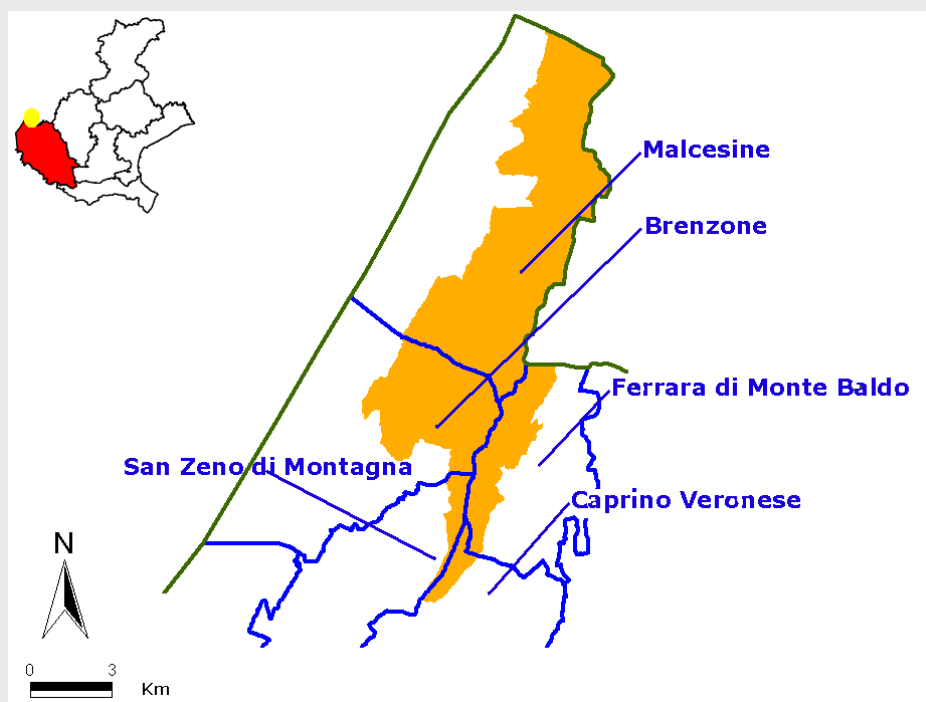 Malcesine
Brenzone
Ferrara di Monte Baldo
San Zeno di Montagna
Caprino Veronese
N
0 3
Km